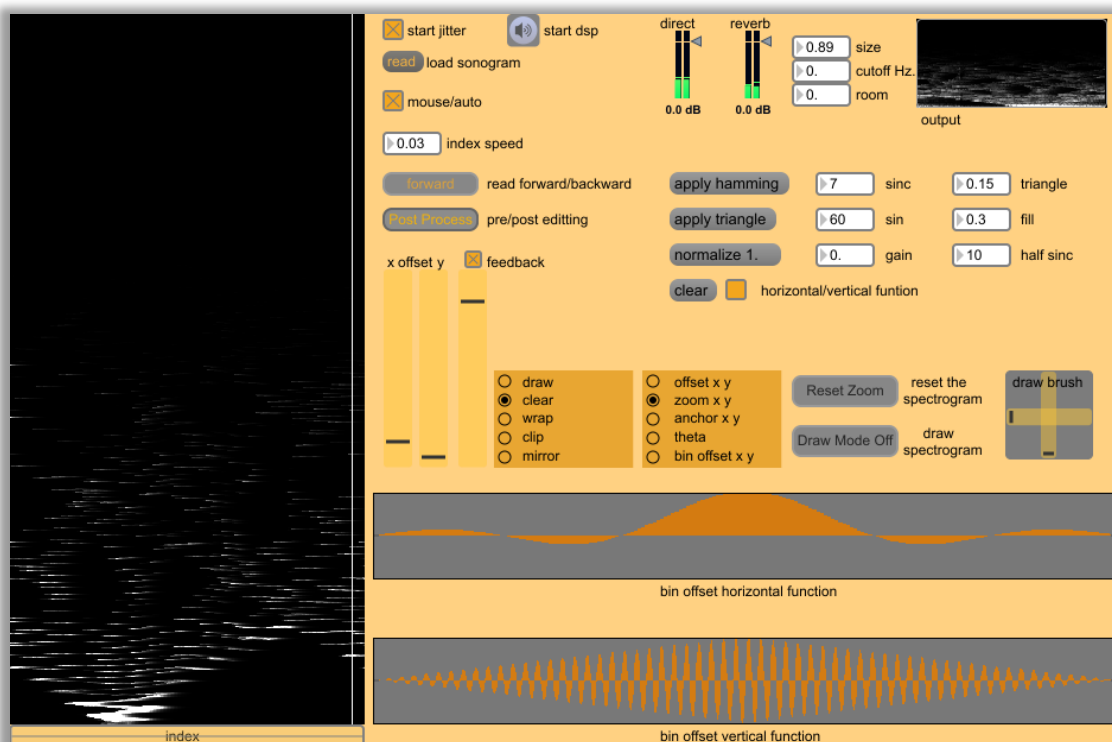 start jitter
start dsp
read load sonogram
mouse/auto
0.03 index speed
forward read forward/backward
Post Process pre/post editting
x offset y
feedback
direct
reverb
0.0 dB
0.0 dB
0.89 size
0. cutoff Hz.
0. room
output
apply hamming
7 sinc
0.15 triangle
apply triangle
60 sin
0.3 fill
normalize 1.
0. gain
10 half sinc
clear
horizontal/vertical funtion
draw
clear
wrap
clip
mirror
offset x y
zoom x y
anchor x y
theta
bin offset x y
Reset Zoom
reset the
spectrogram
Draw Mode Off
draw
spectrogram
draw brush
bin offset horizontal function
bin offset vertical function
index